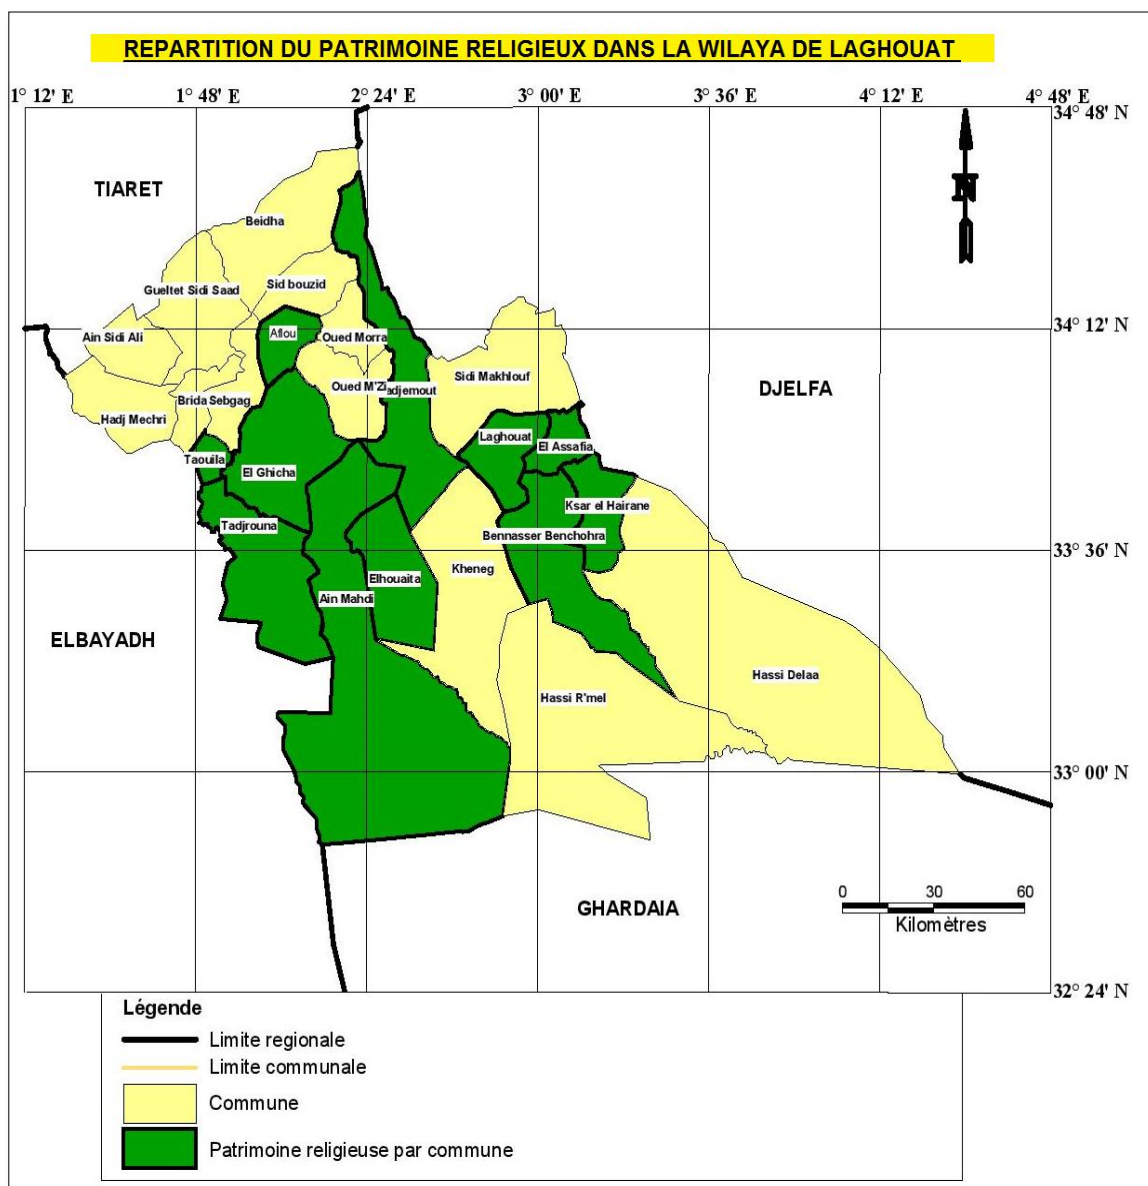 REPARTITION DU PATRIMOINE RELIGIEUX DANS LA WILAYA DE LAGHOUAT
1° 12' E 1° 48' E 2° 24' E 3° 00' E 3° 36' E 4° 12' E 4° 48' E
34° 48' N
N
TIARET
Beidha
Gueltet Sidi Saad
Sid bouzid
34° 12' N
Ain Sidi Ali
Aflou
Oued Morra
Sidi Makhlouf
DJELFA
Oued M'Zi
adjemout
Brida
Sebgag
Hadj Mechri
Laghouat
El Assafia
Taouila
El Ghicha
Ksar el Hairane
Tadjrouna
Bennasser Benchohra
33° 36' N
Kheneg
Elhouaita
Ain Mahdi
ELBAYADH
Hassi Delaa
Hassi R'mel
33° 00' N
0 30 60
Kilomètres
GHARDAIA
32° 24' N
Légende
Limite regionale
Limite communale
Commune
Patrimoine religieuse par commune